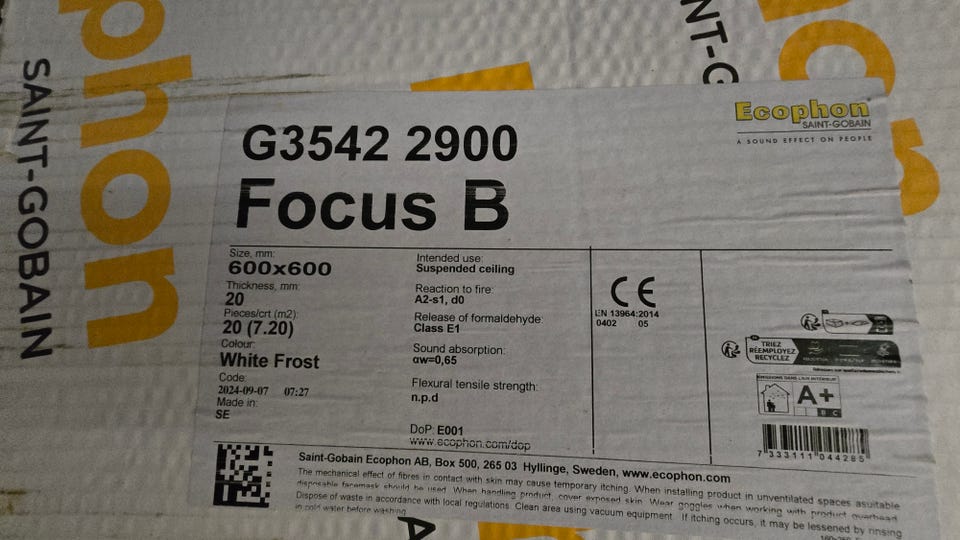 SAINT-GOBAIN
phon
NT-G
Ecophon
SAINT-GOBAIN
A SOUND EFFECT ON PEOPLE
G3542 2900
Focus B
Size, mm:
600x600
Thickness, mm:
20
Pieces/crt (m2):
20 (7.20)
Colour:
White Frost
Code:
2024-09-07 07:27
Made in:
SE
Intended use:
Suspended ceiling
Reaction to fire:
A2-s1, d0
Release of formaldehyde:
Class E1
Sound absorption:
αw=0,65
Flexural tensile strength:
n.p.d
DoP: E001
www.ecophon.com/dop
CE
EN 13964:2014
0402 05
TRIEZ
RÉEMPLOYEZ
RECYCLEZ
ÉMISSIONS DANS L'AIR INTÉRIEUR
A+
B C
7 333111 044285
Saint-Gobain Ecophon AB, Box 500, 265 03 Hyllinge, Sweden, www.ecophon.com
The mechanical effect of fibres in contact with skin may cause temporary itching. When installing product in unventilated spaces asuitable
disposable facemask should be used. When handling product, cover exposed skin. Wear goggles when working with product overhead.
Dispose of waste in accordance with local regulations. Clean area using vacuum equipment. If itching occurs, it may be lessened by rinsing
in cold water before washing.